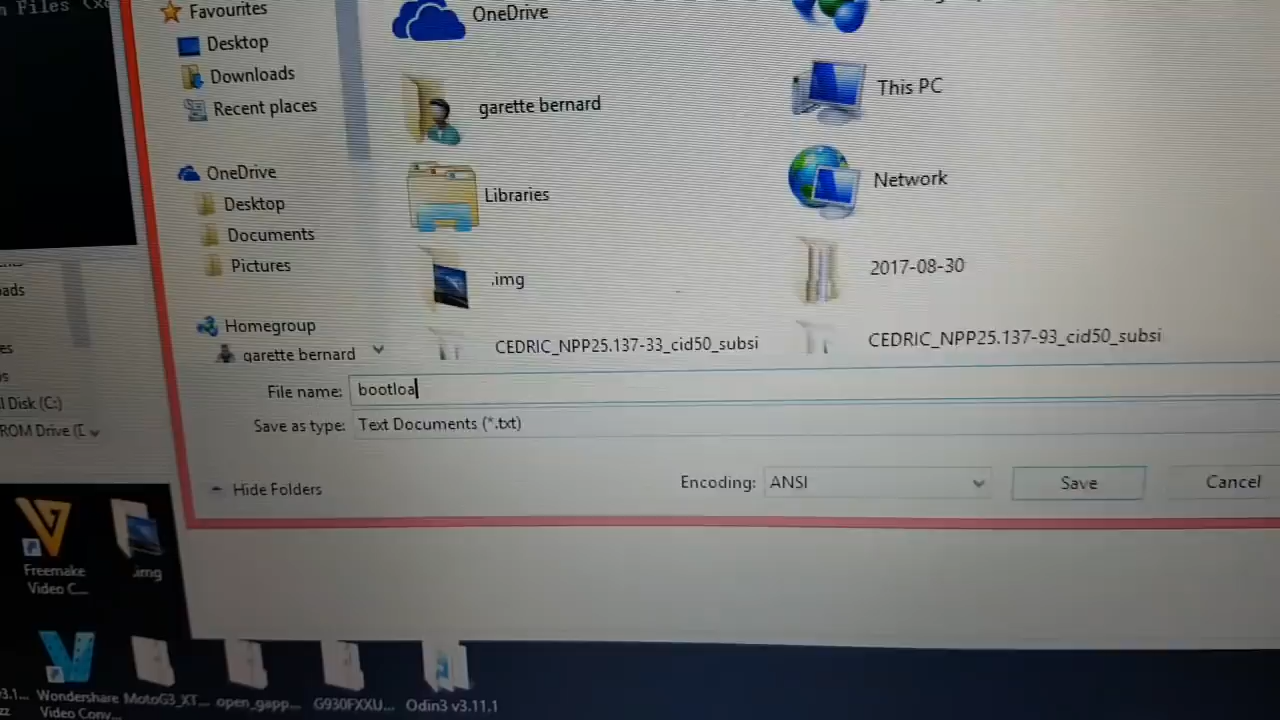 Files
Favourites
OneDrive
Desktop
Downloads
garette bernard
This PC
Recent places
OneDrive
Libraries
Network
Desktop
Documents
Pictures
.img
2017-08-30
Homegroup
garette bernard
CEDRIC_NPP25.137-33_cid50_subsi
CEDRIC_NPP25.137-93_cid50_subsi
File name: bootloa
Save as type: Text Documents (*.txt)
Disk (C:)
ROM Drive (
Hide Folders
Encoding: ANSI
Save
Cancel
Freemake
Video C...
.img
Wondershare
Video Conv...
MotoG3_XT...
open_gapp...
G930FXXU...
Odin3 v3.11.1